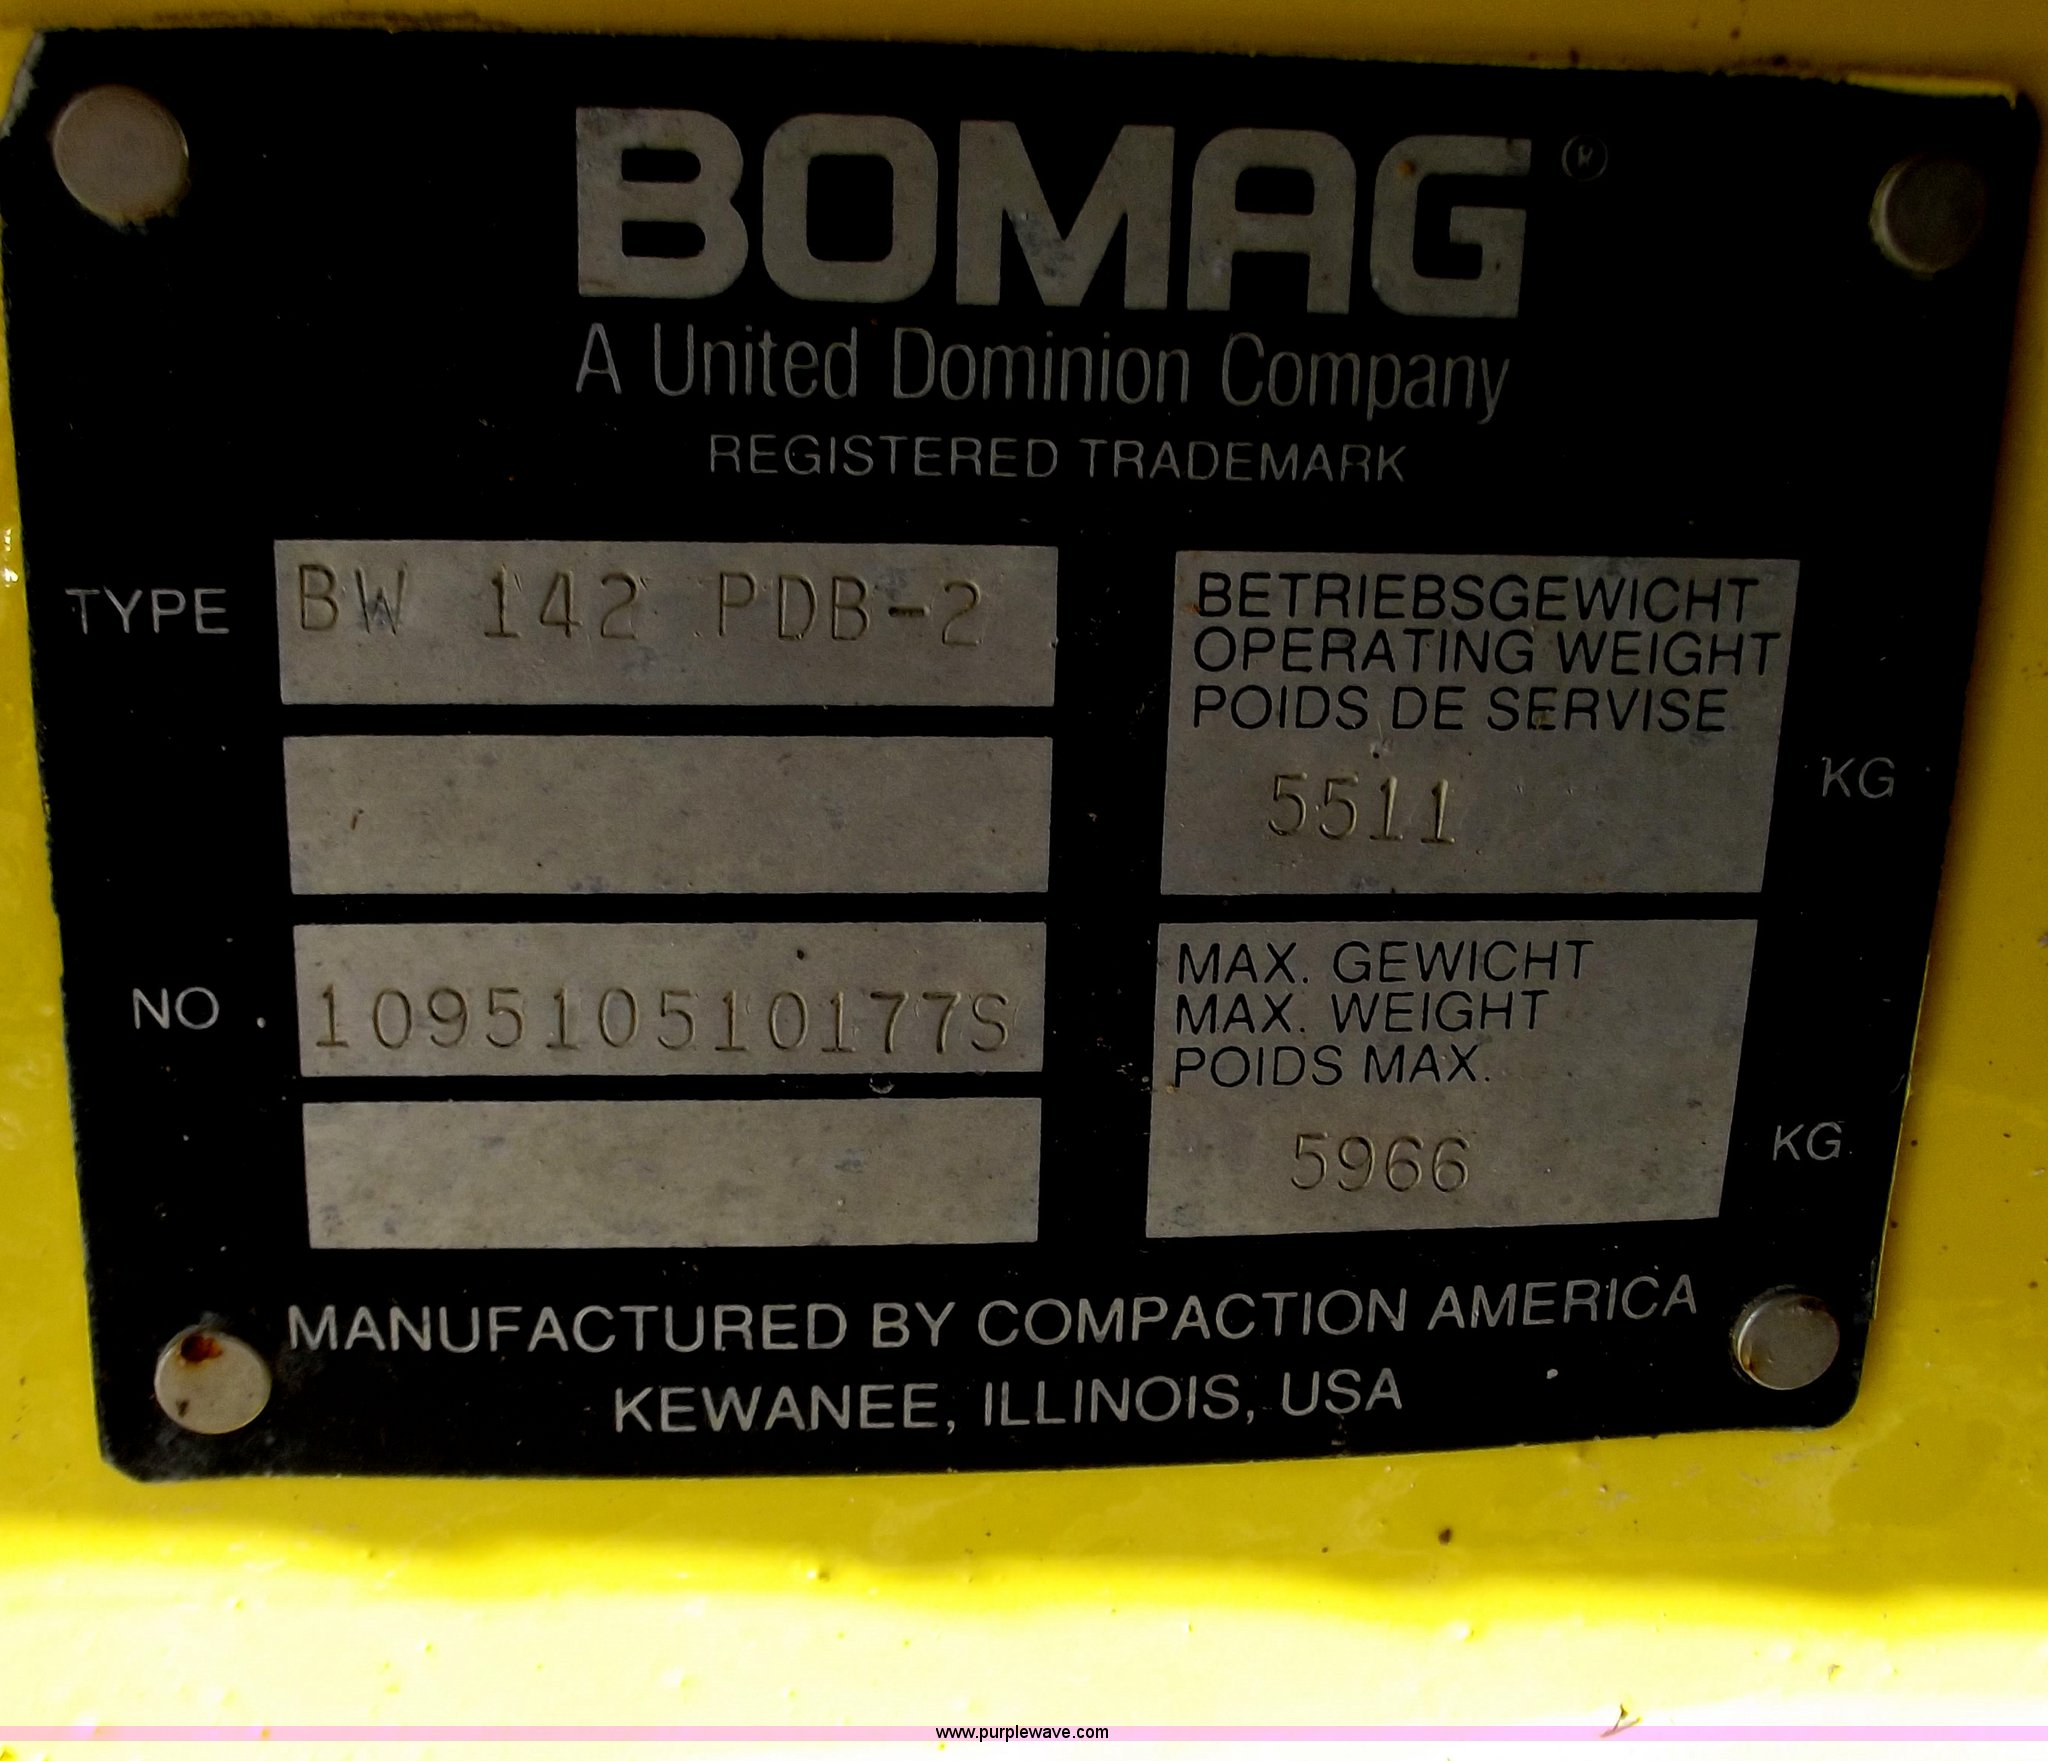 BOMAG ®
A United Dominion Company
REGISTERED TRADEMARK
TYPE BW 142 PDB-2
BETRIEBSGEWICHT
OPERATING WEIGHT
POIDS DE SERVISE
5511 KG
NO. 109510510177S
MAX. GEWICHT
MAX. WEIGHT
POIDS MAX.
5966 KG
MANUFACTURED BY COMPACTION AMERICA
KEWANEE, ILLINOIS, USA
www.purplewave.com